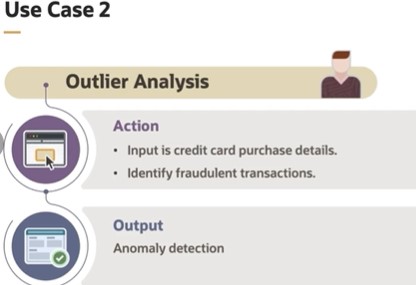 Use Case 2
Outlier Analysis
Action
• Input is credit card purchase details.
• Identify fraudulent transactions.
Output
Anomaly detection